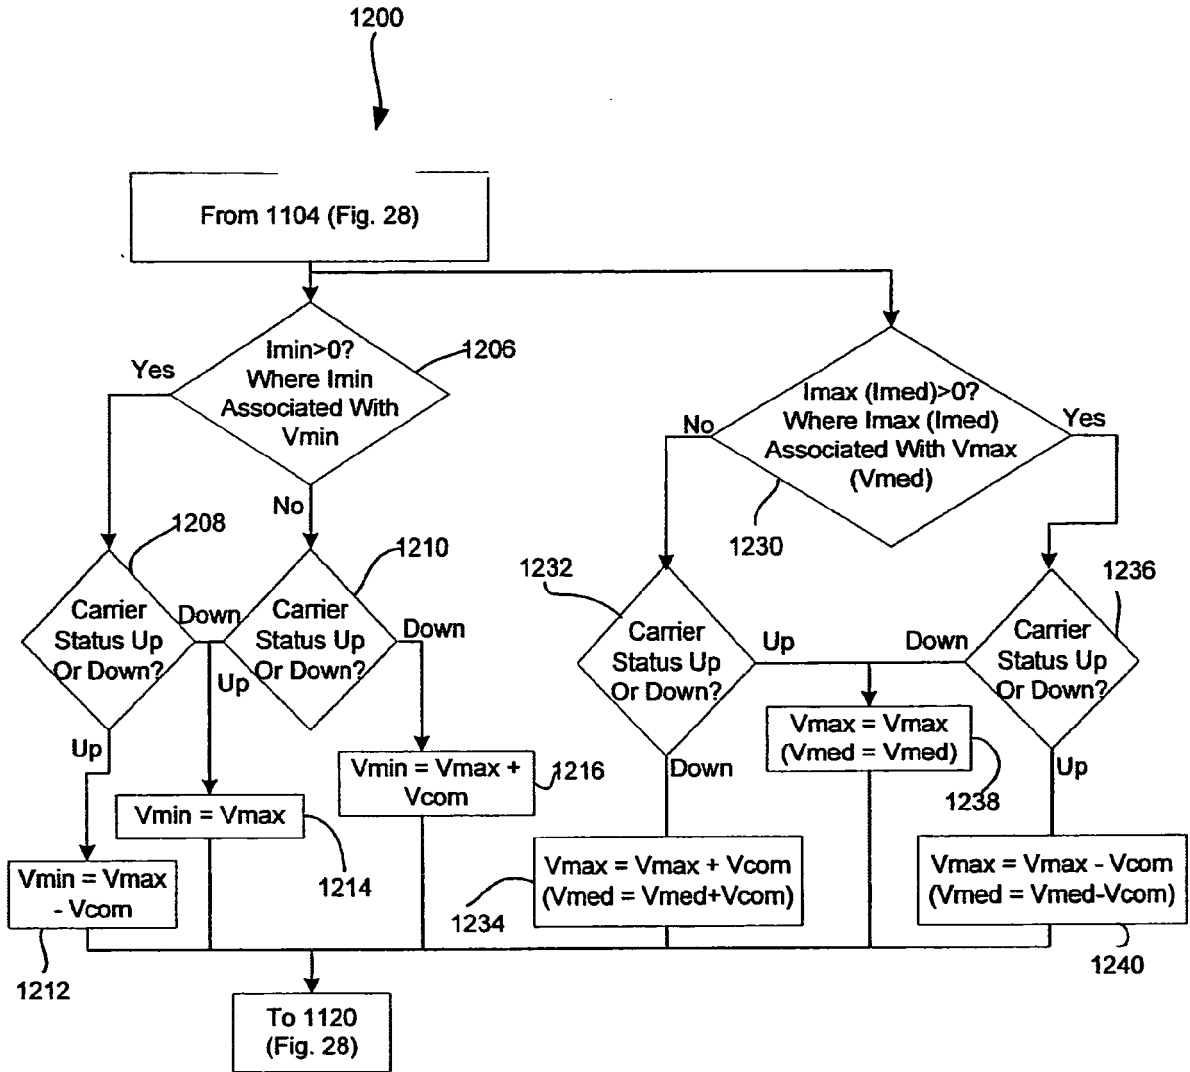 1200
From 1104 (Fig. 28)
Imin>0?
Where Imin
Associated With
Vmin
1206
Yes
No
Imax (Imed)>0?
Where Imax (Imed)
Associated With Vmax
(Vmed)
No
Yes
1230
1208
Carrier
Status Up
Or Down?
Down
Up
1210
Carrier
Status Up
Or Down?
Down
Up
1232
Carrier
Status Up
Or Down?
Up
Down
1236
Carrier
Status Up
Or Down?
Down
Up
Vmin = Vmax +
Vcom
1216
Vmax = Vmax
(Vmed = Vmed)
1238
Vmin = Vmax
1214
Vmin = Vmax
- Vcom
1212
Vmax = Vmax + Vcom
(Vmed = Vmed+Vcom)
1234
Vmax = Vmax - Vcom
(Vmed = Vmed-Vcom)
1240
To 1120
(Fig. 28)